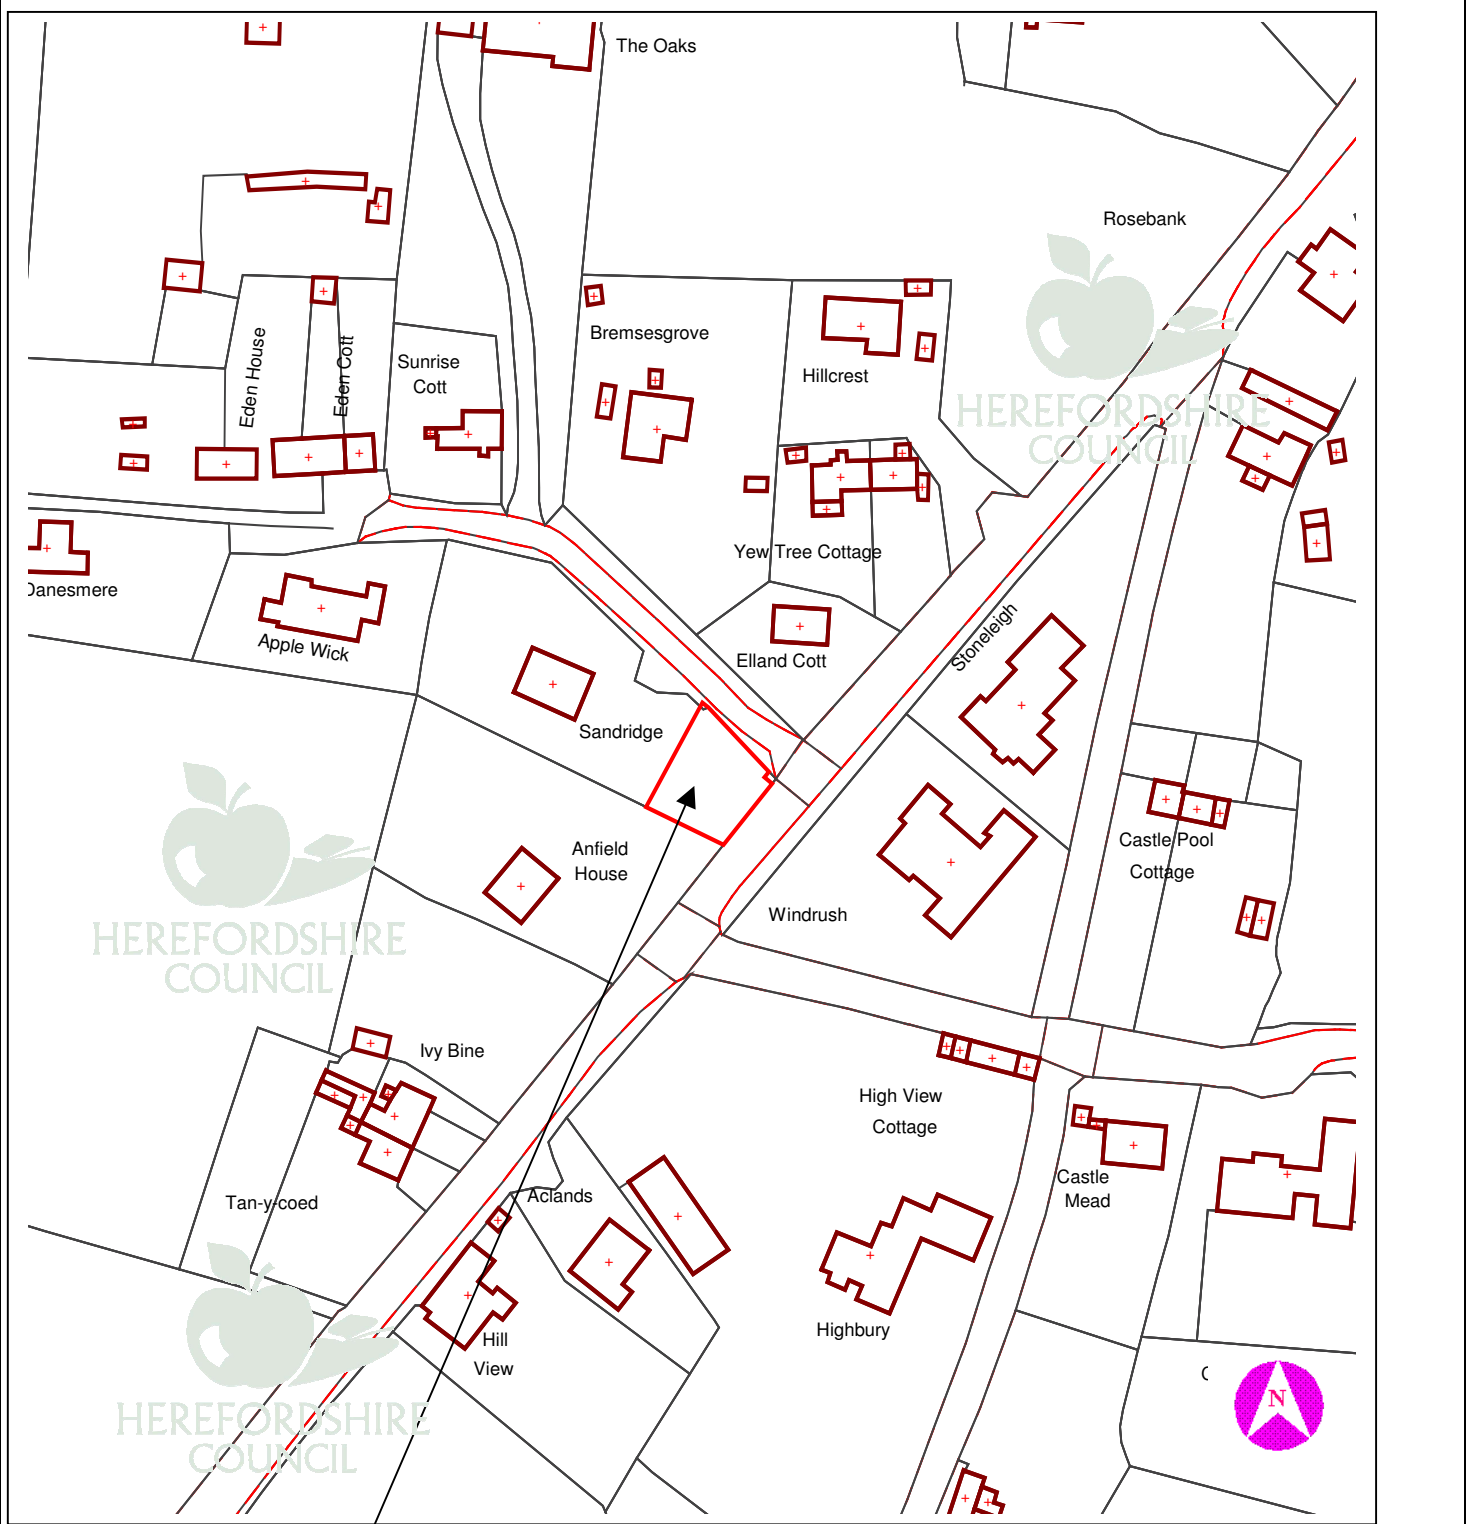 The Oaks
Rosebank
HEREFORDSHIRE
COUNCIL
Bremsesgrove
Hillcrest
Eden House
Eden Cott
Sunrise
Cott
Yew Tree Cottage
Danesmere
Apple Wick
Elland Cott
Stoneleigh
Sandridge
Castle Pool
Cottage
Anfield
House
Windrush
HEREFORDSHIRE
COUNCIL
Ivy Bine
High View
Cottage
Castle
Mead
Tan-y-coed
Aclands
Highbury
Hill
View
N
HEREFORDSHIRE
COUNCIL